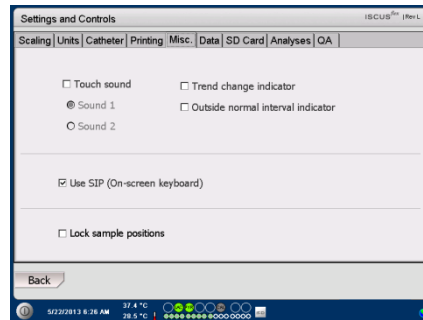 Settings and Controls
ISCUSflex |Rev L
Scaling Units Catheter Printing Misc. Data SD Card Analyses QA
Touch sound
Trend change indicator
Sound 1
Outside normal interval indicator
Sound 2
Use SIP (On-screen keyboard)
Lock sample positions
Back
5/22/2013 6:26 AM
37.4 °C
28.5 °C